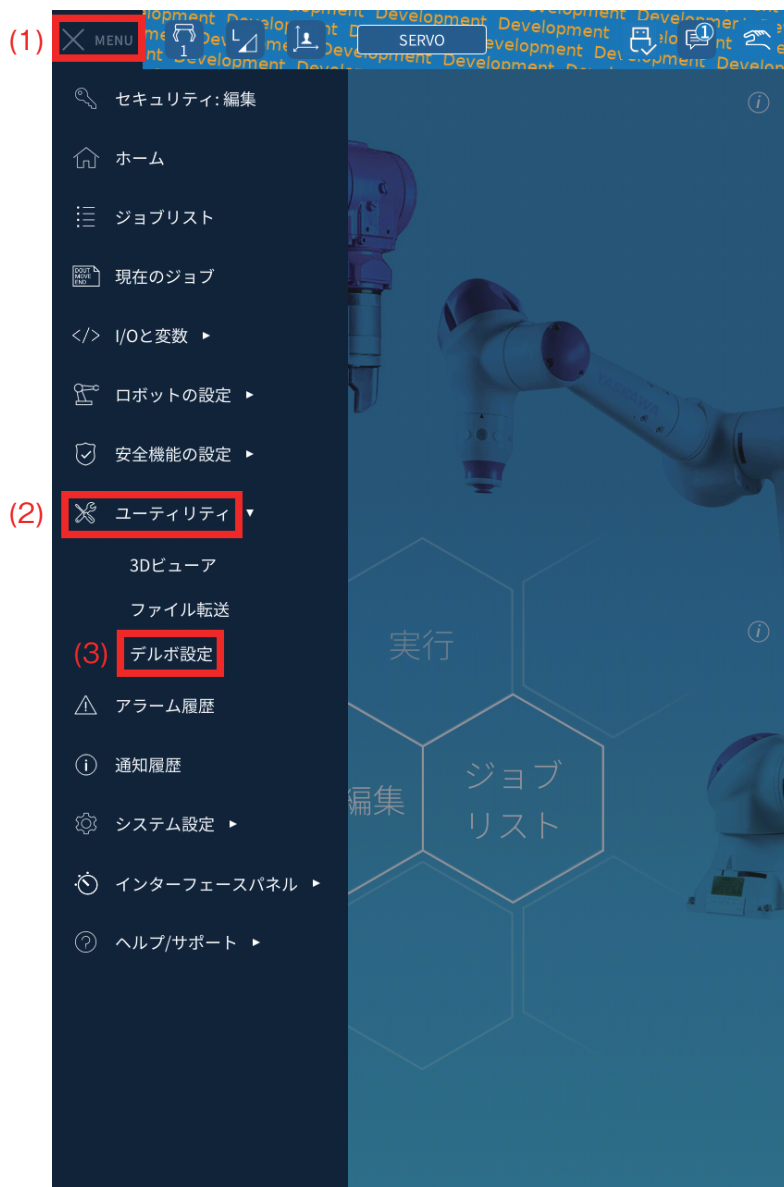 (1)
MENU
1
L
SERVO
1
Development Development Development Development
セキュリティ: 編集
ホーム
ジョブリスト
DOUT
MOVE
END
現在のジョブ
</> I/Oと変数 ▸
ロボットの設定 ▸
安全機能の設定 ▸
(2)
ユーティリティ ▾
3Dビューア
ファイル転送
(3)
デルボ設定
アラーム履歴
通知履歴
システム設定 ▸
インターフェースパネル ▸
ヘルプ/サポート ▸
YASKAWA
実行
編集
ジョブ
リスト